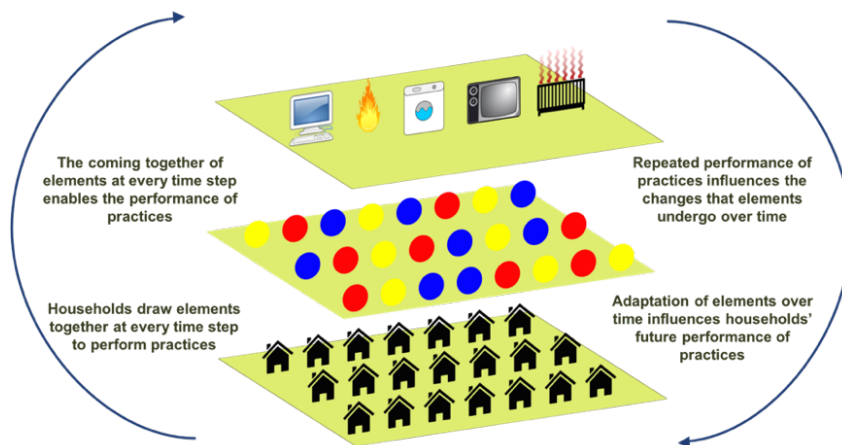 The coming together of
elements at every time step
enables the performance of
practices
Repeated performance of
practices influences the
changes that elements
undergo over time
Households draw elements
together at every time step
to perform practices
Adaptation of elements over
time influences households’
future performance of
practices